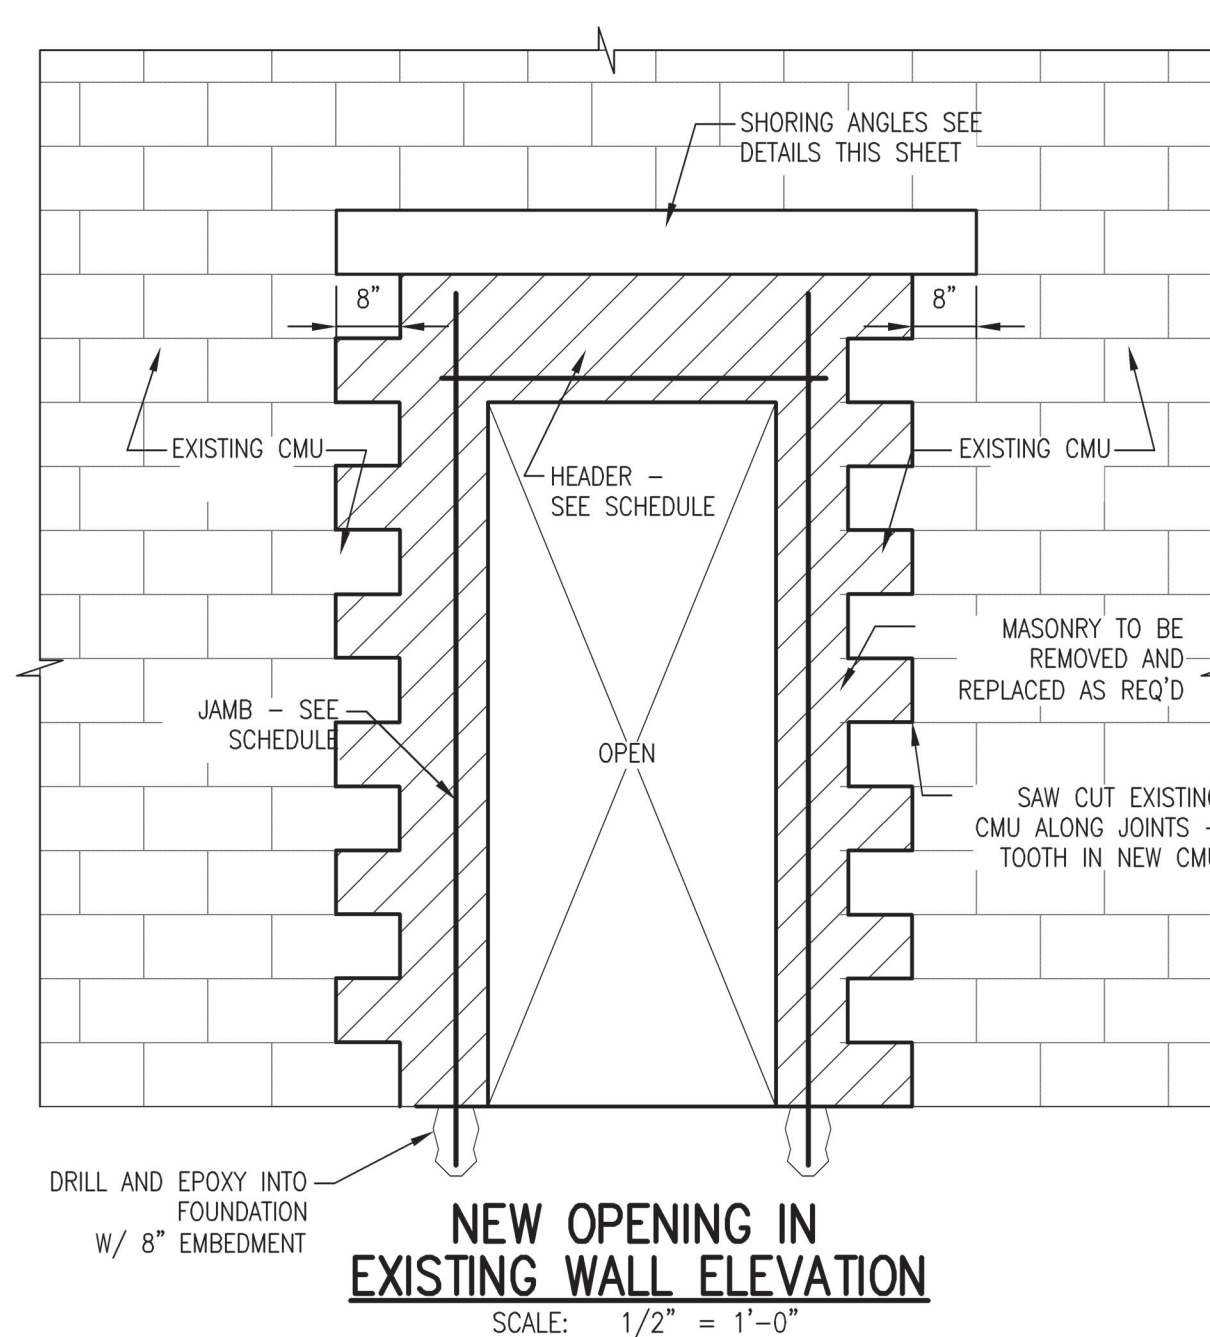 SHORING ANGLES SEE
DETAILS THIS SHEET
8"
8"
EXISTING CMU
EXISTING CMU
HEADER –
SEE SCHEDULE
MASONRY TO BE
REMOVED AND
REPLACED AS REQ'D
JAMB – SEE
SCHEDULE
OPEN
SAW CUT EXISTING
CMU ALONG JOINTS –
TOOTH IN NEW CMU
DRILL AND EPOXY INTO
FOUNDATION
W/ 8" EMBEDMENT
NEW OPENING IN
EXISTING WALL ELEVATION
SCALE: 1/2" = 1'-0"